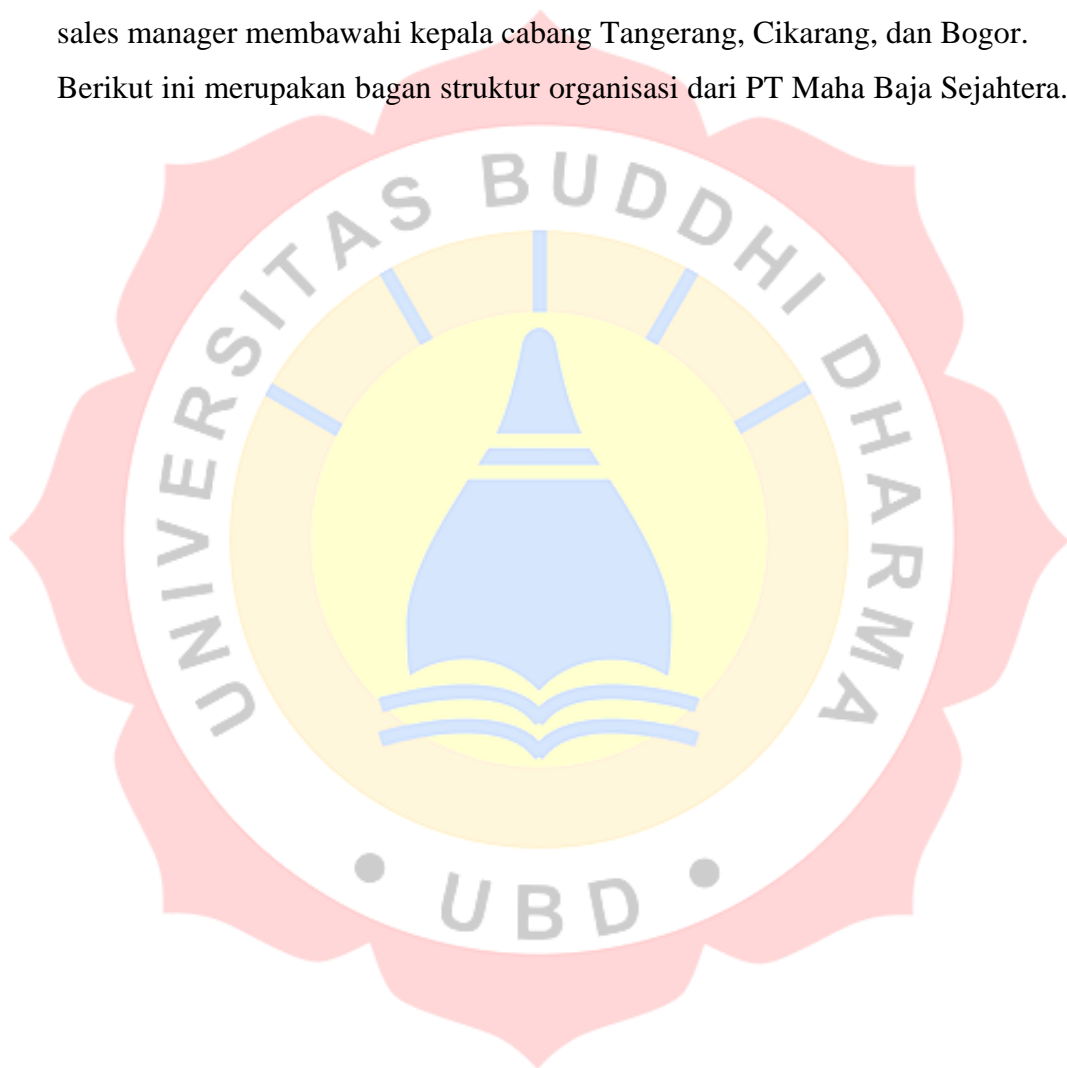 sales manager membawahi kepala cabang Tangerang, Cikarang, dan Bogor.
Berikut ini merupakan bagan struktur organisasi dari PT Maha Baja Sejahtera.
UNIVERSITAS BUDDHI DHARMA
• UBD •